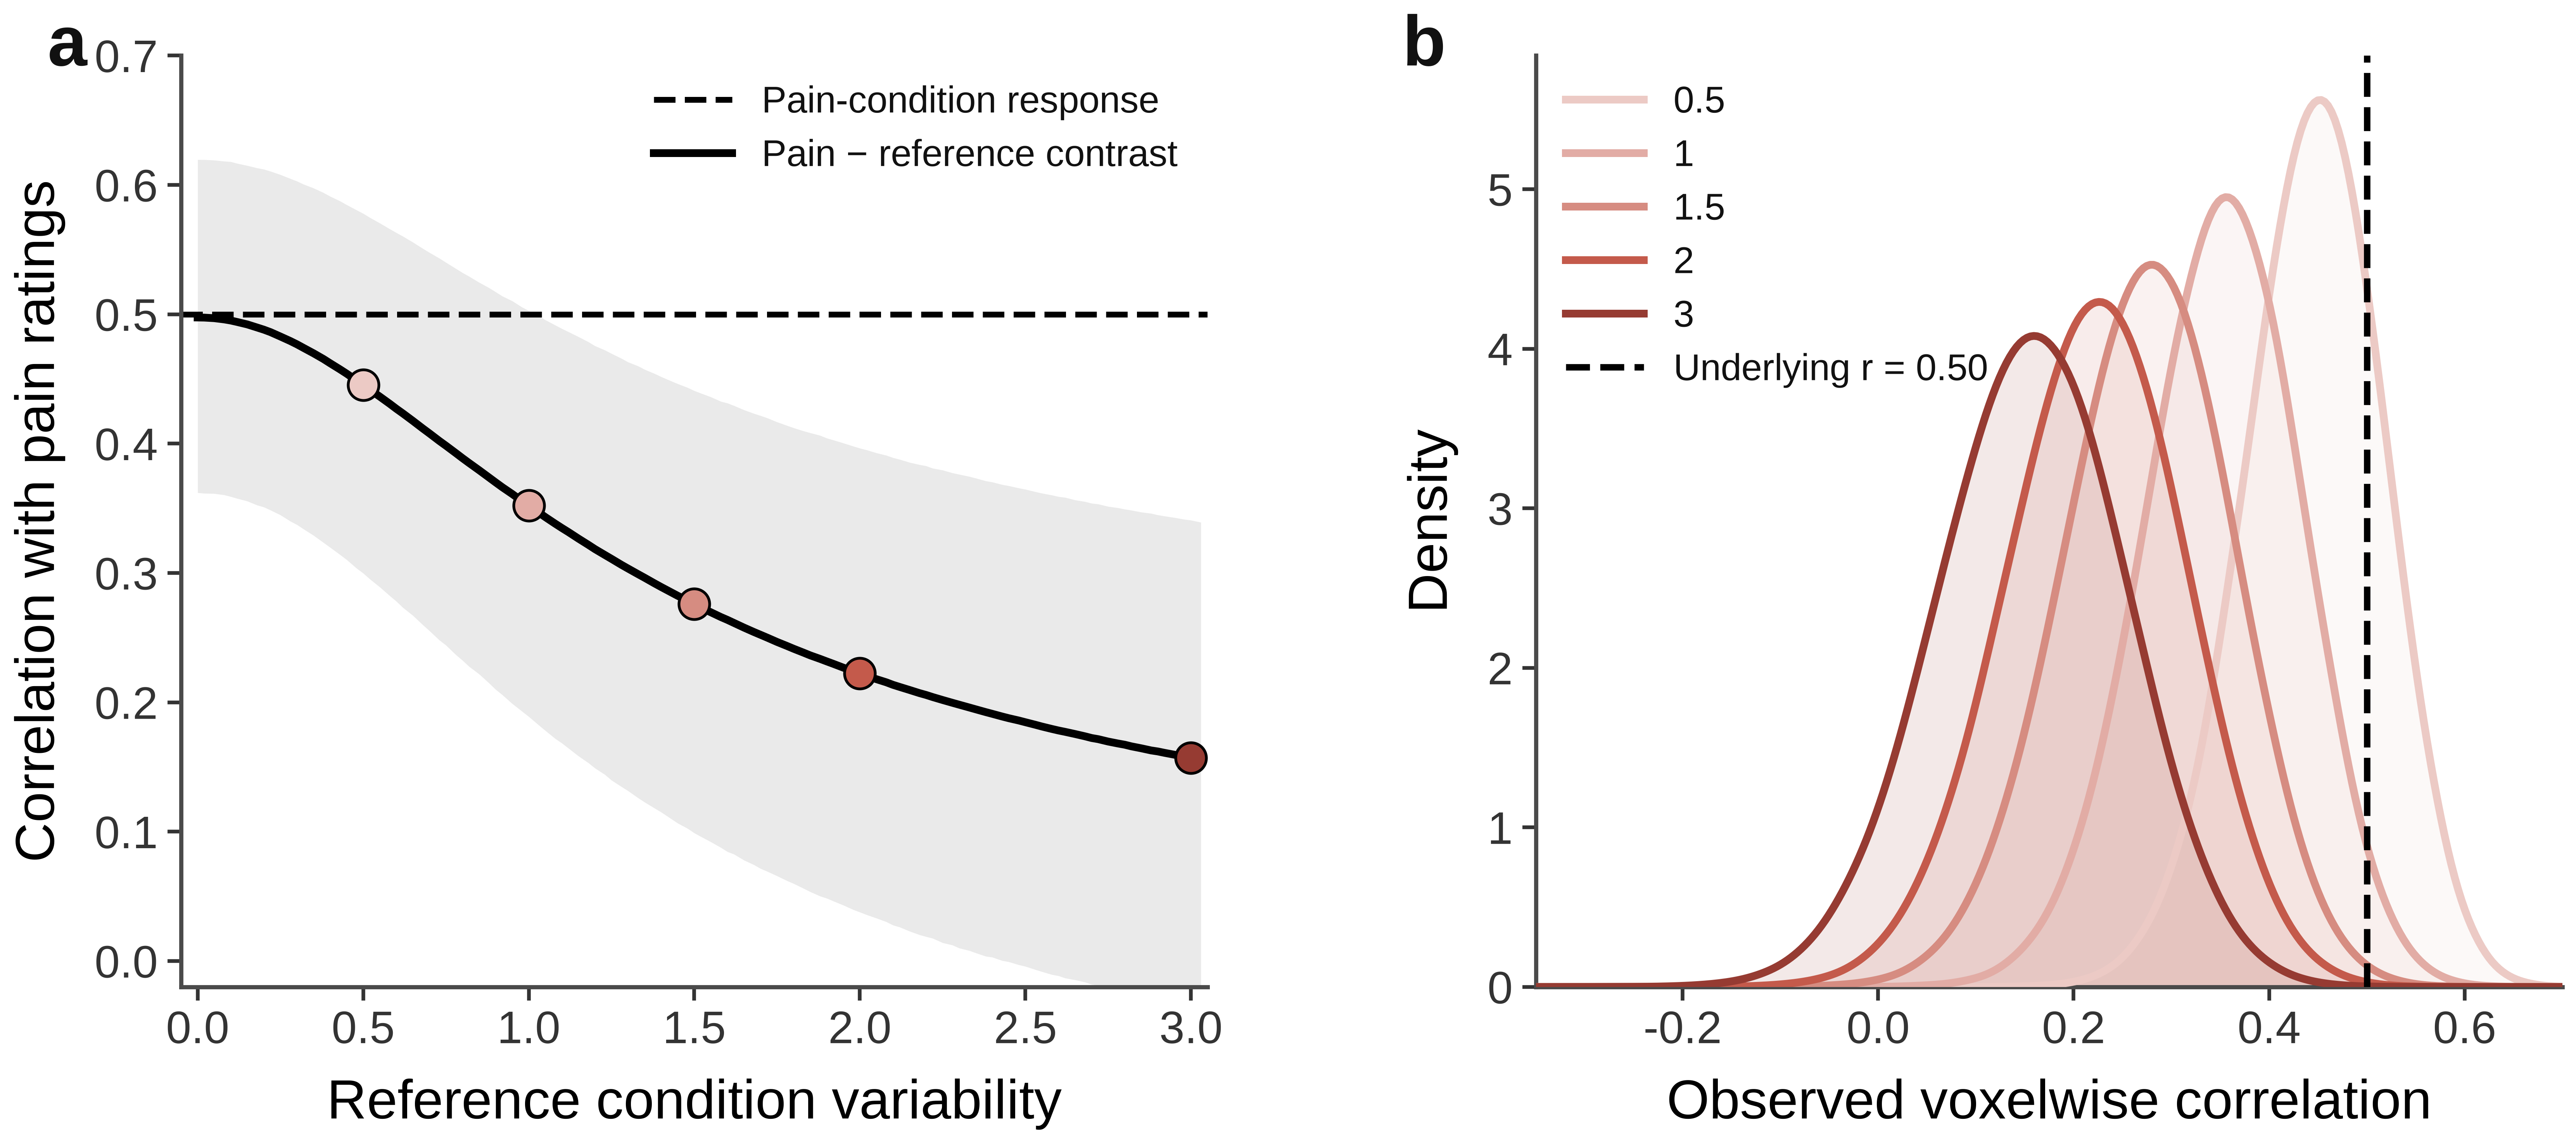 a
0.7
0.6
0.5
0.4
0.3
0.2
0.1
0.0
Correlation with pain ratings
Pain-condition response
Pain − reference contrast
0.0 0.5 1.0 1.5 2.0 2.5 3.0
Reference condition variability
b
5
4
3
2
1
0
Density
0.5
1
1.5
2
3
Underlying r = 0.50
-0.2 0.0 0.2 0.4 0.6
Observed voxelwise correlation